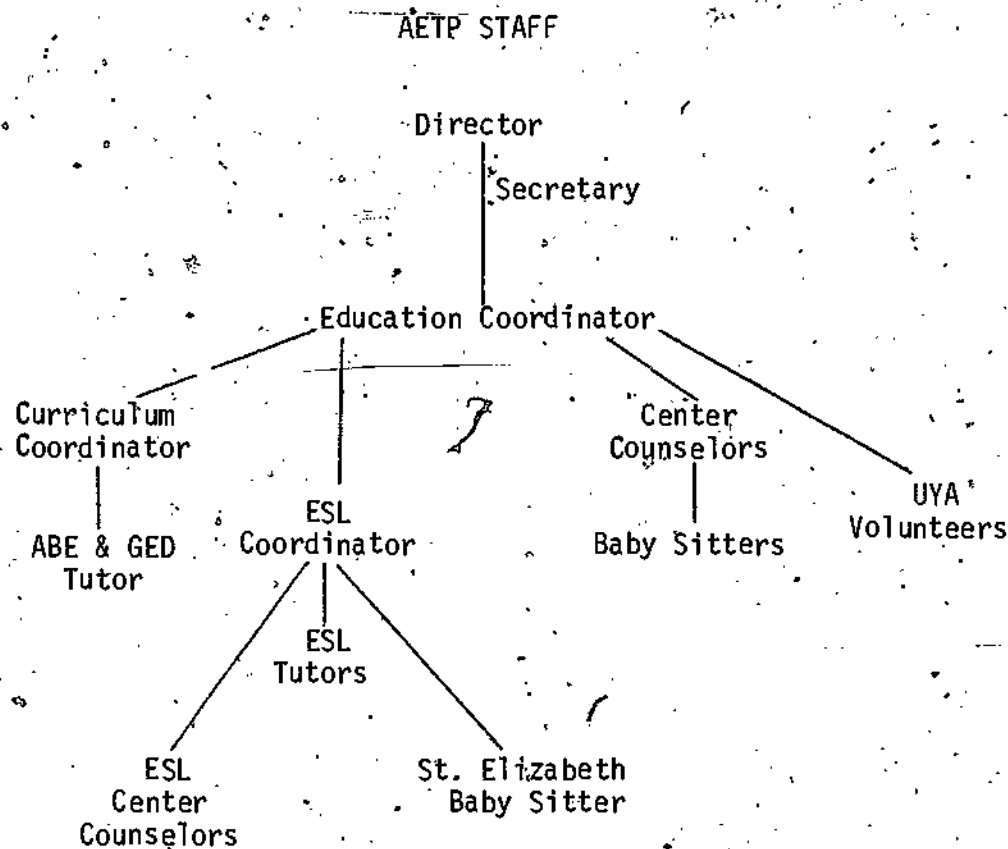 AETP STAFF
Director
Secretary
Education Coordinator
Curriculum
Coordinator
Center
Counselors
UYA
Volunteers
ABE & GED
Tutor
ESL
Coordinator
Baby Sitters
ESL
Tutors
ESL
Center
Counselors
St. Elizabeth
Baby Sitter